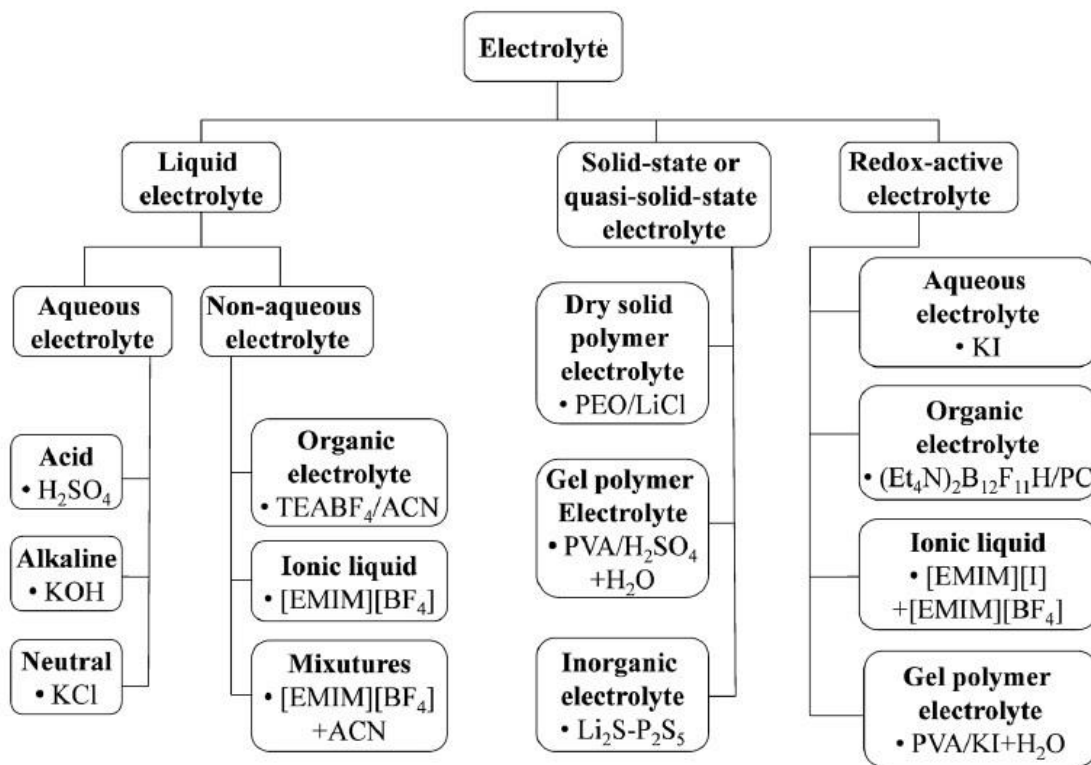 Electrolyte
Liquid
electrolyte
Solid-state or
quasi-solid-state
electrolyte
Redox-active
electrolyte
Aqueous
electrolyte
Non-aqueous
electrolyte
Acid
• H₂SO₄
Alkaline
• KOH
Neutral
• KCl
Organic
electrolyte
• TEABF₄/ACN
Ionic liquid
• [EMIM][BF₄]
Mixutures
• [EMIM][BF₄]
+ACN
Dry solid
polymer
electrolyte
• PEO/LiCl
Gel polymer
Electrolyte
• PVA/H₂SO₄
+H₂O
Inorganic
electrolyte
• Li₂S-P₂S₅
Aqueous
electrolyte
• KI
Organic
electrolyte
• (Et₄N)₂B₁₂F₁₁H/PC
Ionic liquid
• [EMIM][I]
+[EMIM][BF₄]
Gel polymer
electrolyte
• PVA/KI+H₂O